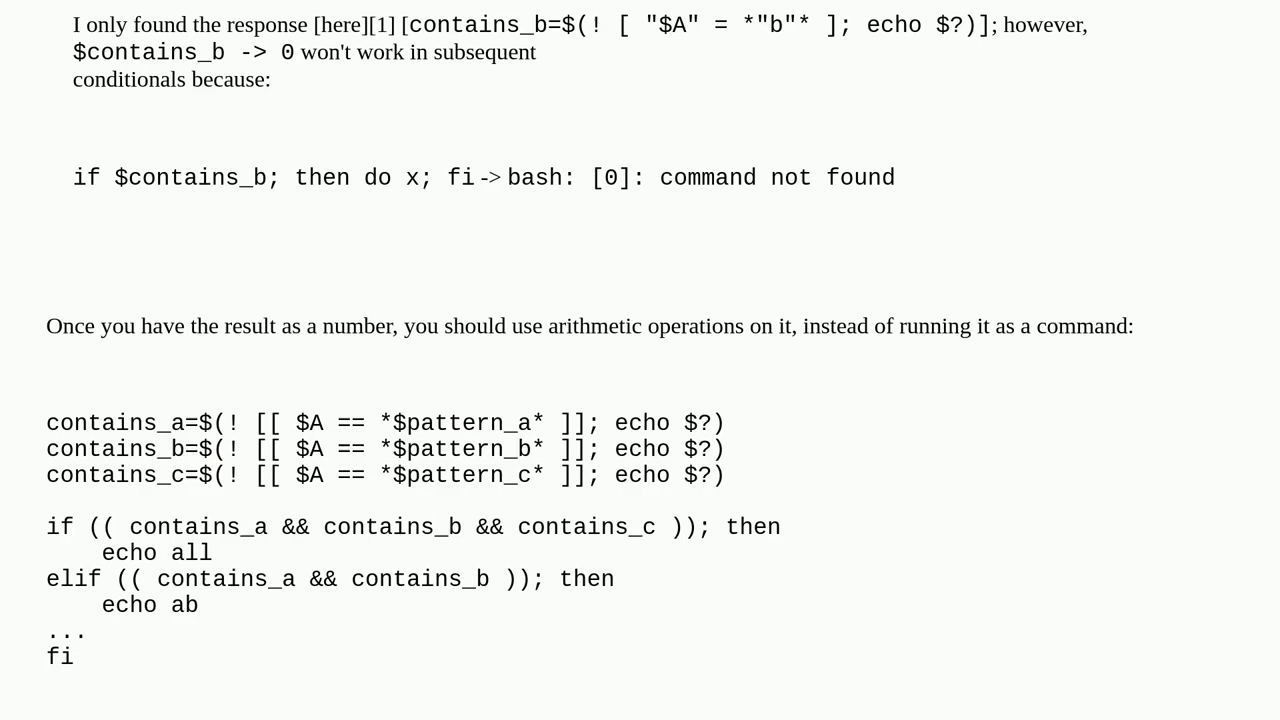 I only found the response [here][1] [contains_b=$(! [ "$A" = *"b"* ]; echo $?)]; however,
$contains_b -> 0 won't work in subsequent
conditionals because:
if $contains_b; then do x; fi -> bash: [0]: command not found
Once you have the result as a number, you should use arithmetic operations on it, instead of running it as a command:
contains_a=$(! [[ $A == *$pattern_a* ]]; echo $?)
contains_b=$(! [[ $A == *$pattern_b* ]]; echo $?)
contains_c=$(! [[ $A == *$pattern_c* ]]; echo $?)
if (( contains_a && contains_b && contains_c )); then
    echo all
elif (( contains_a && contains_b )); then
    echo ab
...
fi